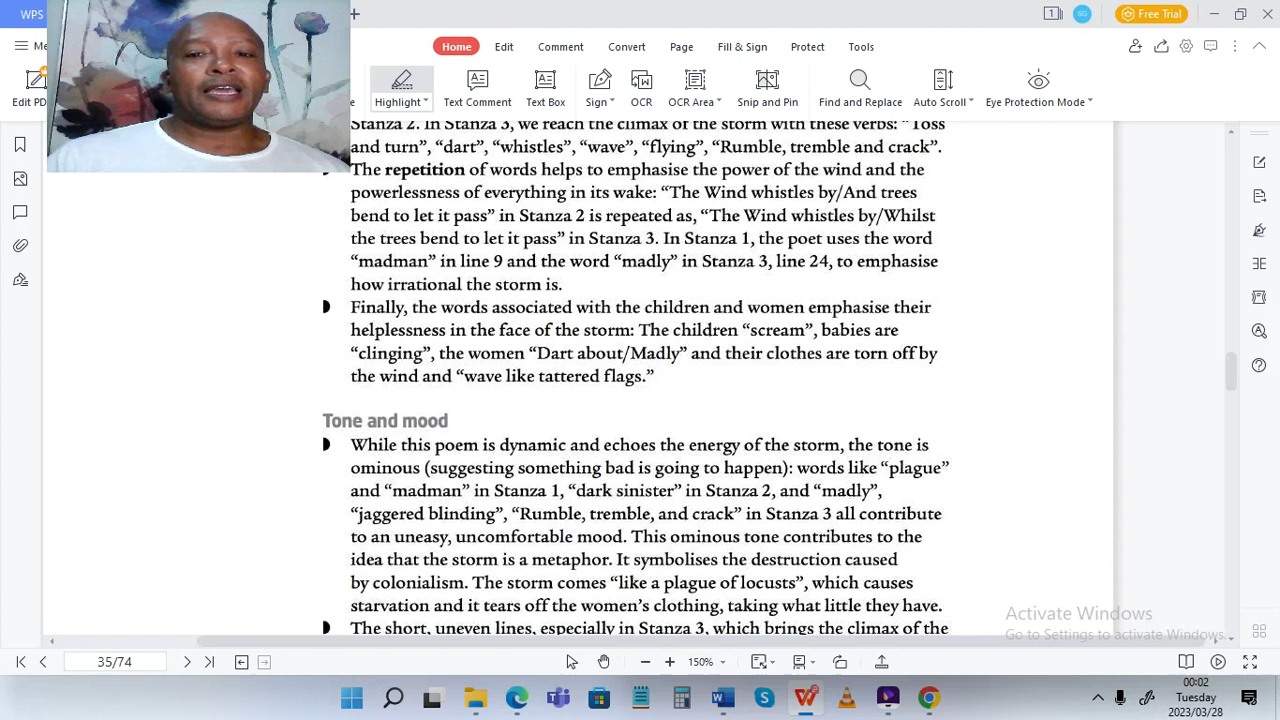 WPS
+
1
SG
Free Trial
Me
Home
Edit
Comment
Convert
Page
Fill & Sign
Protect
Tools
Edit PD
Highlight
Text Comment
Text Box
Sign
OCR
OCR Area
Snip and Pin
Find and Replace
Auto Scroll
Eye Protection Mode
Stanza 2. In Stanza 3, we reach the climax of the storm with these verbs: “Toss
and turn”, “dart”, “whistles”, “wave”, “flying”, “Rumble, tremble and crack”.
The repetition of words helps to emphasise the power of the wind and the
powerlessness of everything in its wake: “The Wind whistles by/And trees
bend to let it pass” in Stanza 2 is repeated as, “The Wind whistles by/Whilst
the trees bend to let it pass” in Stanza 3. In Stanza 1, the poet uses the word
“madman” in line 9 and the word “madly” in Stanza 3, line 24, to emphasise
how irrational the storm is.
Finally, the words associated with the children and women emphasise their
helplessness in the face of the storm: The children “scream”, babies are
“clinging”, the women “Dart about/Madly” and their clothes are torn off by
the wind and “wave like tattered flags.”
Tone and mood
While this poem is dynamic and echoes the energy of the storm, the tone is
ominous (suggesting something bad is going to happen): words like “plague”
and “madman” in Stanza 1, “dark sinister” in Stanza 2, and “madly”,
“jaggered blinding”, “Rumble, tremble, and crack” in Stanza 3 all contribute
to an uneasy, uncomfortable mood. This ominous tone contributes to the
idea that the storm is a metaphor. It symbolises the destruction caused
by colonialism. The storm comes “like a plague of locusts”, which causes
starvation and it tears off the women’s clothing, taking what little they have.
The short, uneven lines, especially in Stanza 3, which brings the climax of the
Activate Windows
Go to Settings to activate Windows.
35/74
150%
00:02
Tuesday
2023/03/28